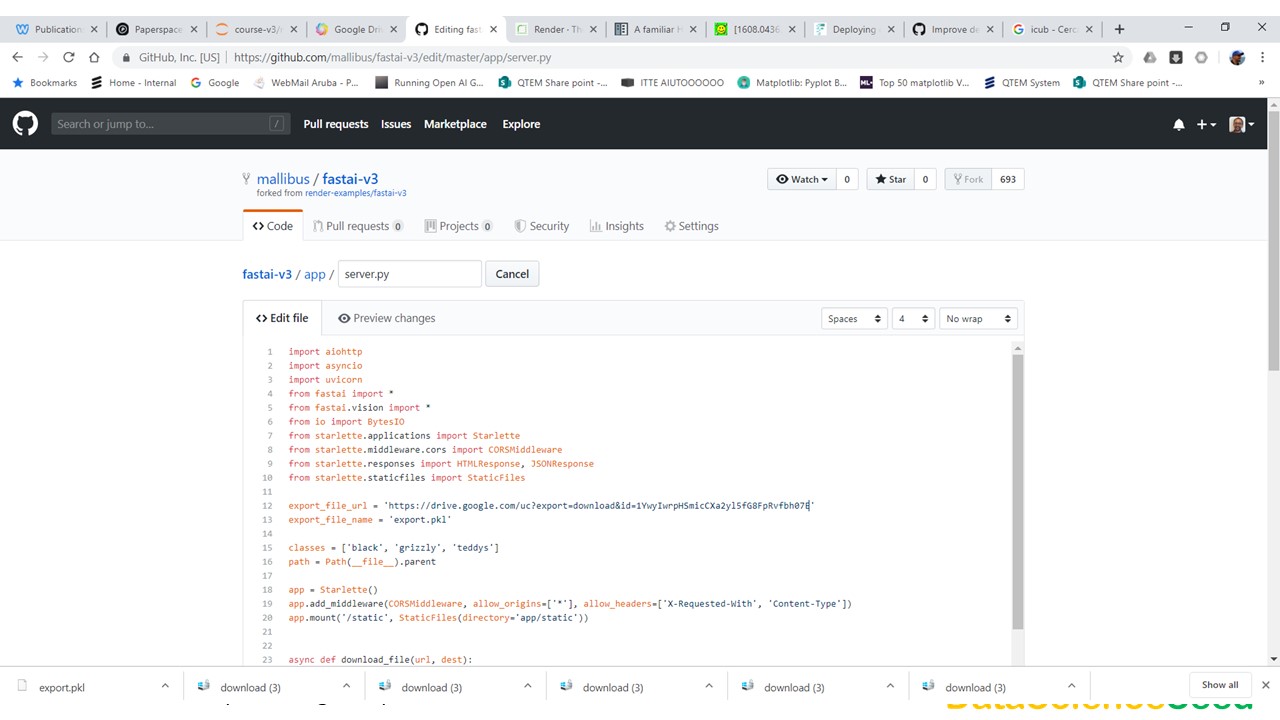 Publication
Paperspace
course-v3/
Google Dri
Editing fast
Render · Th
A familiar H
[1608.0436
Deploying
Improve de
icub - Cerc
GitHub, Inc. [US] | https://github.com/mallibus/fastai-v3/edit/master/app/server.py
Bookmarks
Home - Internal
Google
WebMail Aruba - P...
Running Open AI G...
QTEM Share point -...
ITTE AIUTOOOOOO
Matplotlib: Pyplot B...
ML
Top 50 matplotlib V...
QTEM System
QTEM Share point -...
»
Search or jump to...
/
Pull requests
Issues
Marketplace
Explore
mallibus / fastai-v3
forked from render-examples/fastai-v3
Watch
0
Star
0
Fork
693
Code
Pull requests 0
Projects 0
Security
Insights
Settings
fastai-v3 / app /
server.py
Cancel
Edit file
Preview changes
Spaces
4
No wrap
1 import aiohttp
2 import asyncio
3 import uvicorn
4 from fastai import *
5 from fastai.vision import *
6 from io import BytesIO
7 from starlette.applications import Starlette
8 from starlette.middleware.cors import CORSMiddleware
9 from starlette.responses import HTMLResponse, JSONResponse
10 from starlette.staticfiles import StaticFiles
11
12 export_file_url = 'https://drive.google.com/uc?export=download&id=1YwyIwrpHSmicCXa2yl5fG8FpRvfbh07E'
13 export_file_name = 'export.pkl'
14
15 classes = ['black', 'grizzly', 'teddys']
16 path = Path(__file__).parent
17
18 app = Starlette()
19 app.add_middleware(CORSMiddleware, allow_origins=['*'], allow_headers=['X-Requested-With', 'Content-Type'])
20 app.mount('/static', StaticFiles(directory='app/static'))
21
22
23 async def download_file(url, dest):
export.pkl
download (3)
download (3)
download (3)
download (3)
download (3)
Show all